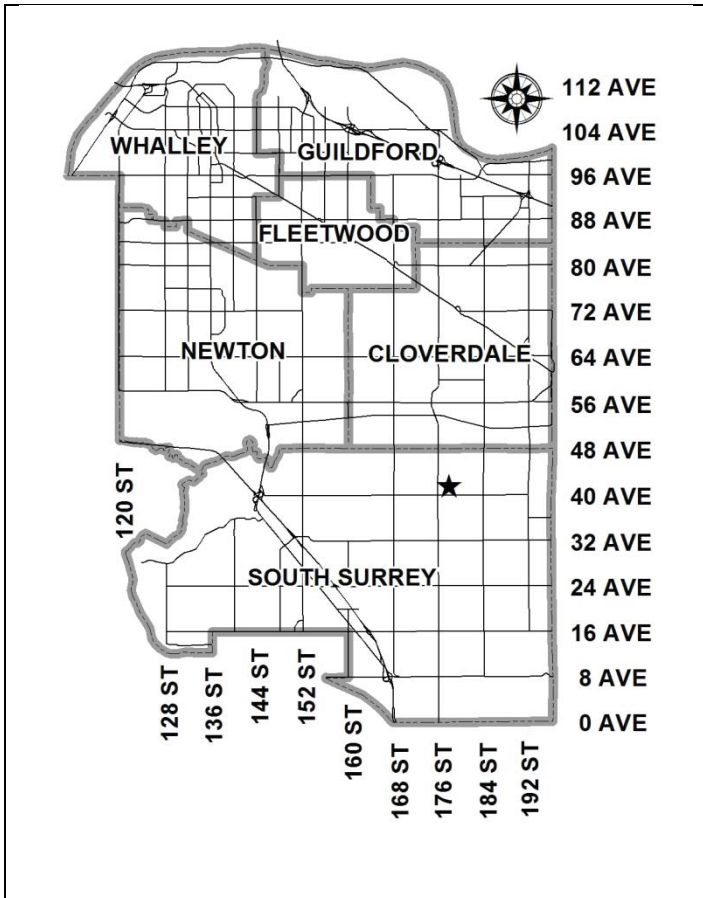 112 AVE
104 AVE
WHALLEY
GUILDFORD
96 AVE
88 AVE
FLEETWOOD
80 AVE
72 AVE
NEWTON
CLOVERDALE
64 AVE
56 AVE
48 AVE
120 ST
40 AVE
32 AVE
SOUTH SURREY
24 AVE
16 AVE
128 ST
136 ST
144 ST
152 ST
8 AVE
160 ST
0 AVE
168 ST
176 ST
184 ST
192 ST